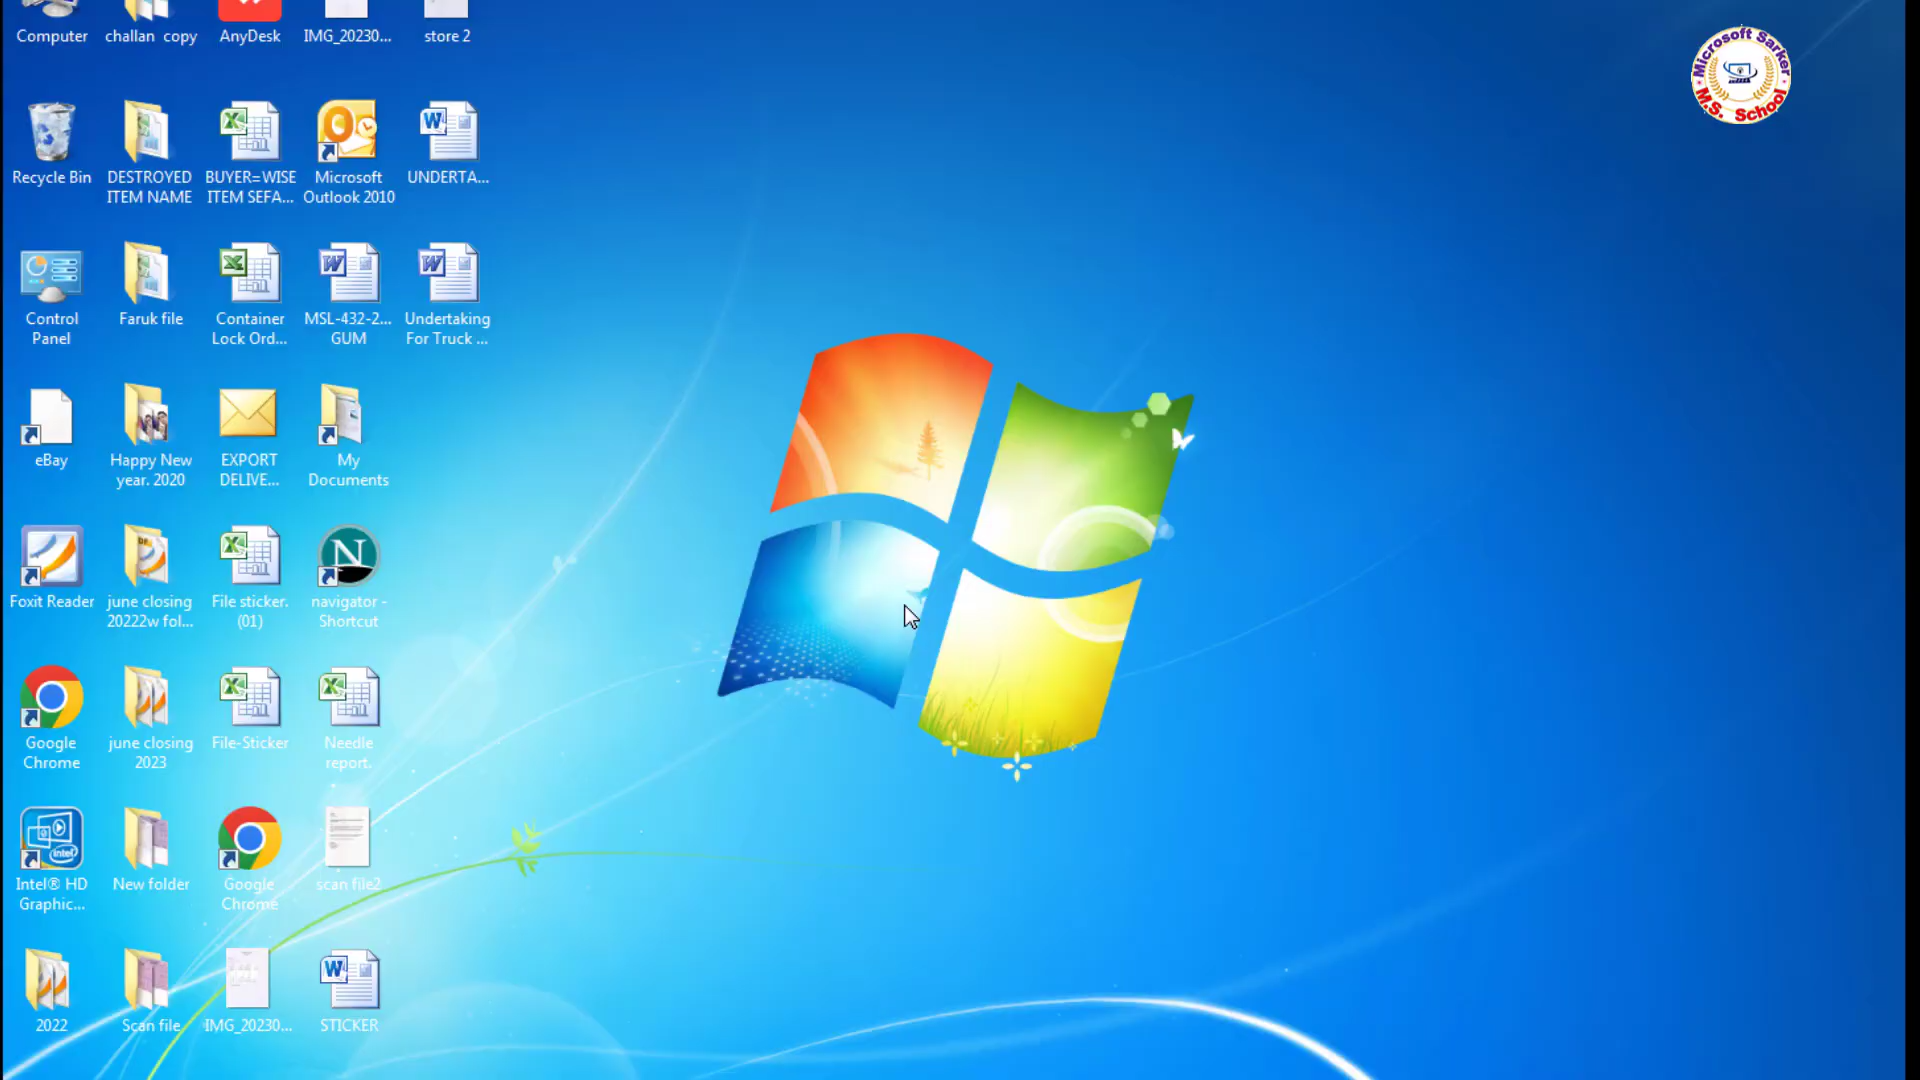 Computer
challan copy
AnyDesk
IMG_20230...
store 2
Microsoft Sarker
M.S. School
Recycle Bin
DESTROYED
ITEM NAME
BUYER=WISE
ITEM SEFA...
Microsoft
Outlook 2010
UNDERTA...
Control
Panel
Faruk file
Container
Lock Ord...
MSL-432-2...
GUM
Undertaking
For Truck ...
eBay
Happy New
year. 2020
EXPORT
DELIVE...
My
Documents
Foxit Reader
june closing
20222w fol...
File sticker.
(01)
navigator -
Shortcut
Google
Chrome
june closing
2023
File-Sticker
Needle
report.
Intel® HD
Graphic...
New folder
Google
Chrome
scan file2
2022
Scan file
IMG_20230...
STICKER